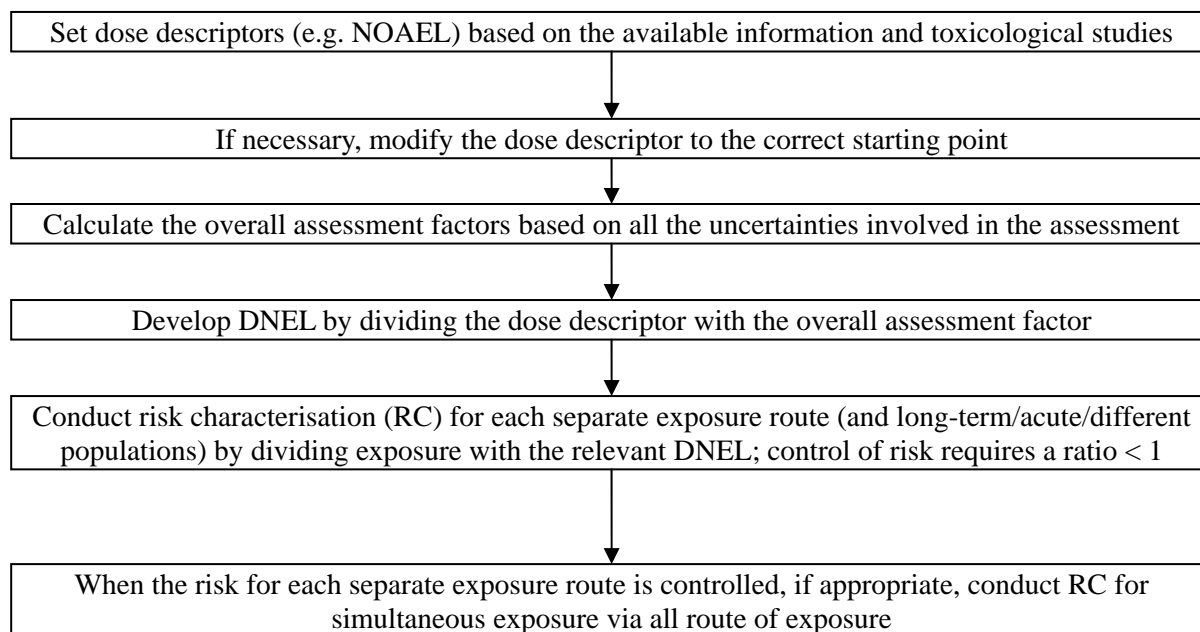 Set dose descriptors (e.g. NOAEL) based on the available information and toxicological studies
If necessary, modify the dose descriptor to the correct starting point
Calculate the overall assessment factors based on all the uncertainties involved in the assessment
Develop DNEL by dividing the dose descriptor with the overall assessment factor
Conduct risk characterisation (RC) for each separate exposure route (and long-term/acute/different
populations) by dividing exposure with the relevant DNEL; control of risk requires a ratio < 1
When the risk for each separate exposure route is controlled, if appropriate, conduct RC for
simultaneous exposure via all route of exposure